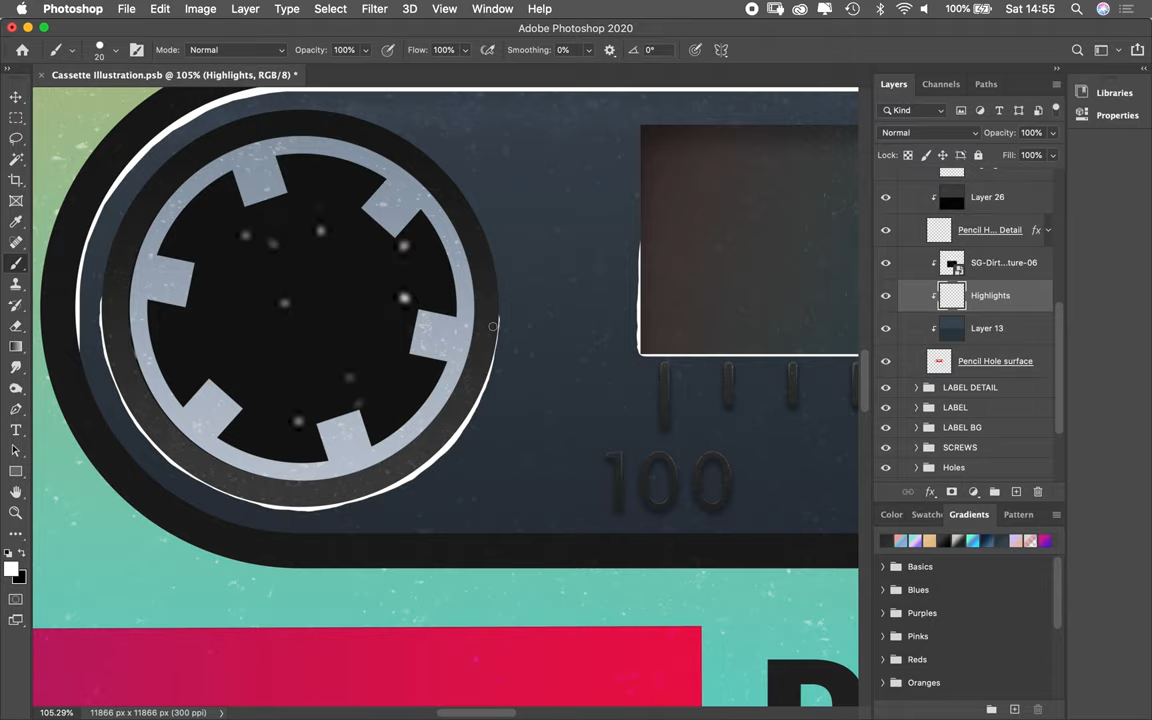 Photoshop File Edit Image Layer Type Select Filter 3D View Window Help 100% Sat 14:55
Adobe Photoshop 2020
20 Mode: Normal Opacity: 100% Flow: 100% Smoothing: 0% 0°
Cassette Illustration.psb @ 105% (Highlights, RGB/8) *
Layers Channels Paths
Libraries
Properties
Kind
Normal Opacity: 100%
Lock: Fill: 100%
Layer 26
Pencil H... Detail fx
SG-Dirt...ture-06
Highlights
Layer 13
Pencil Hole surface
LABEL DETAIL
LABEL
LABEL BG
SCREWS
Holes
fx
Color Swatch Gradients Pattern
Basics
Blues
Purples
Pinks
Reds
Oranges
100
105.29% 11866 px x 11866 px (300 ppi)